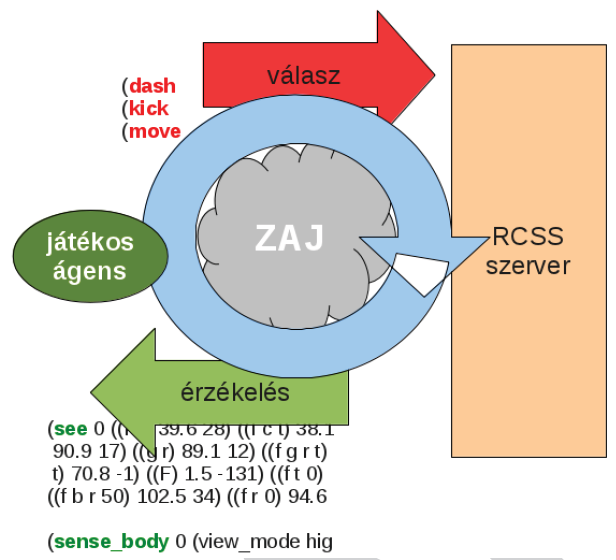 válasz
(dash
(kick
(move
ZAJ
játékos
ágens
RCSS
szerver
érzékelés
(see 0 ((f 39.6 28) ((f c t) 38.1
90.9 17) ((g r) 89.1 12) ((f g r t)
t) 70.8 -1) ((F) 1.5 -131) ((f t 0)
((f b r 50) 102.5 34) ((f r 0) 94.6
(sense_body 0 (view_mode hig